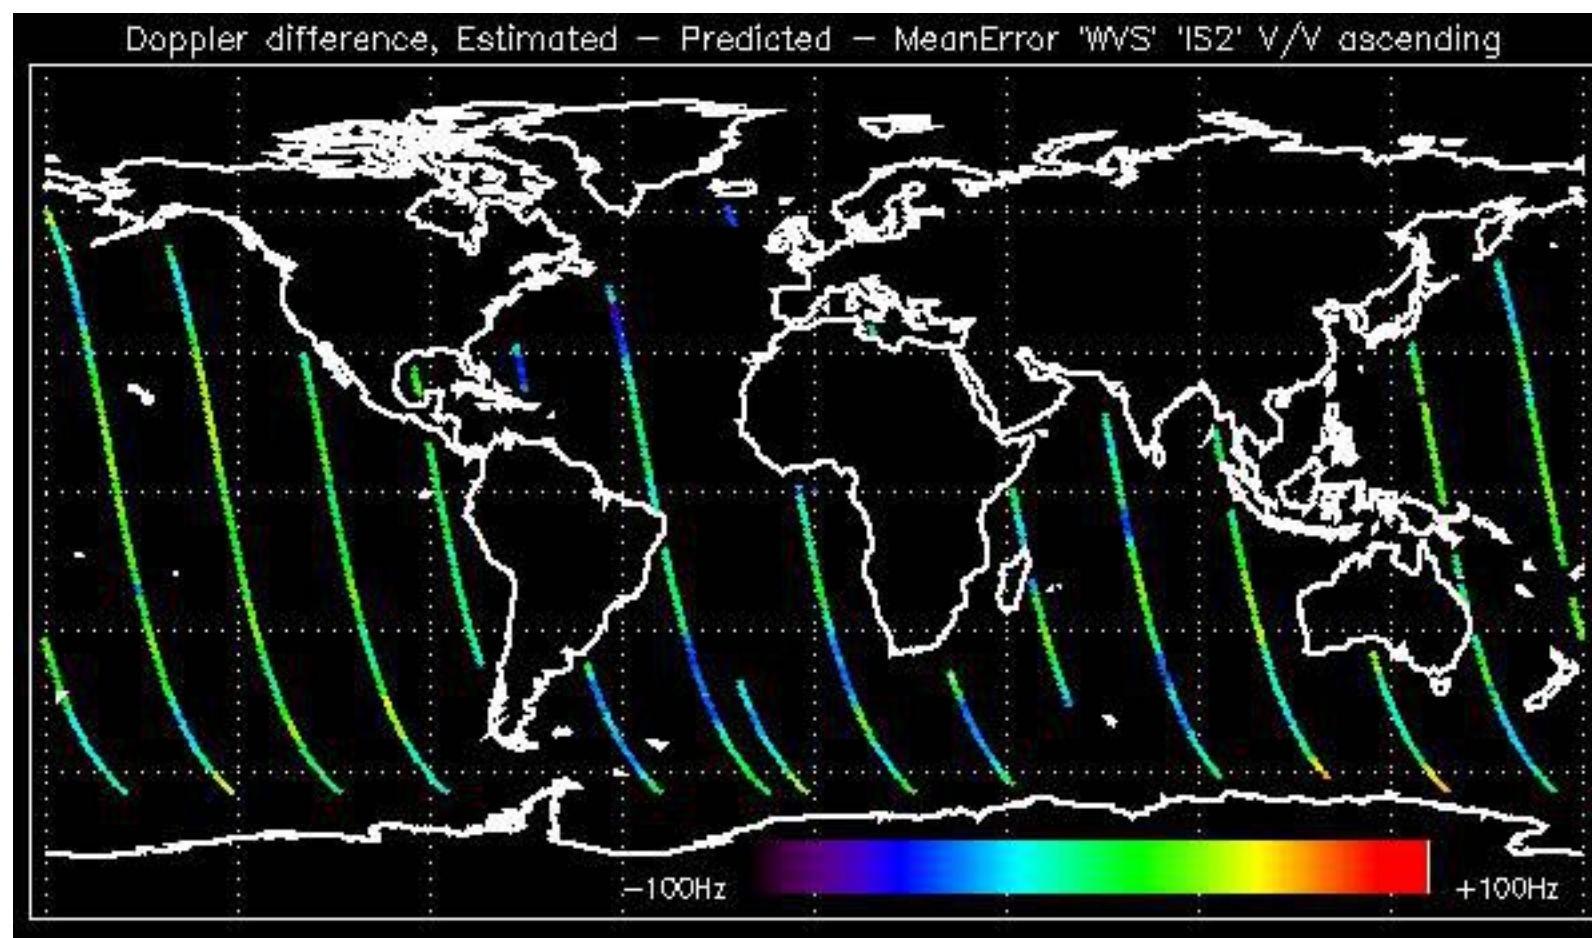 Doppler difference, Estimated – Predicted – MeanError 'WVS' 'IS2' V/V ascending
–100Hz
+100Hz